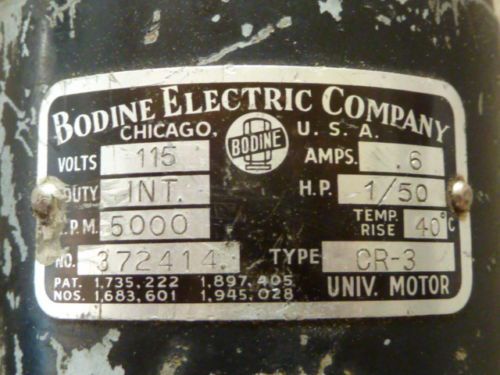 BODINE ELECTRIC COMPANY
CHICAGO, U. S. A.
BODINE
VOLTS 115 AMPS. .6
DUTY INT. H.P. 1/50
R.P.M. 5000 TEMP. RISE 40°C
NO. 372414 TYPE CR-3
PAT. 1,735,222 1,897,405
NOS. 1,683,601 1,945,028 UNIV. MOTOR